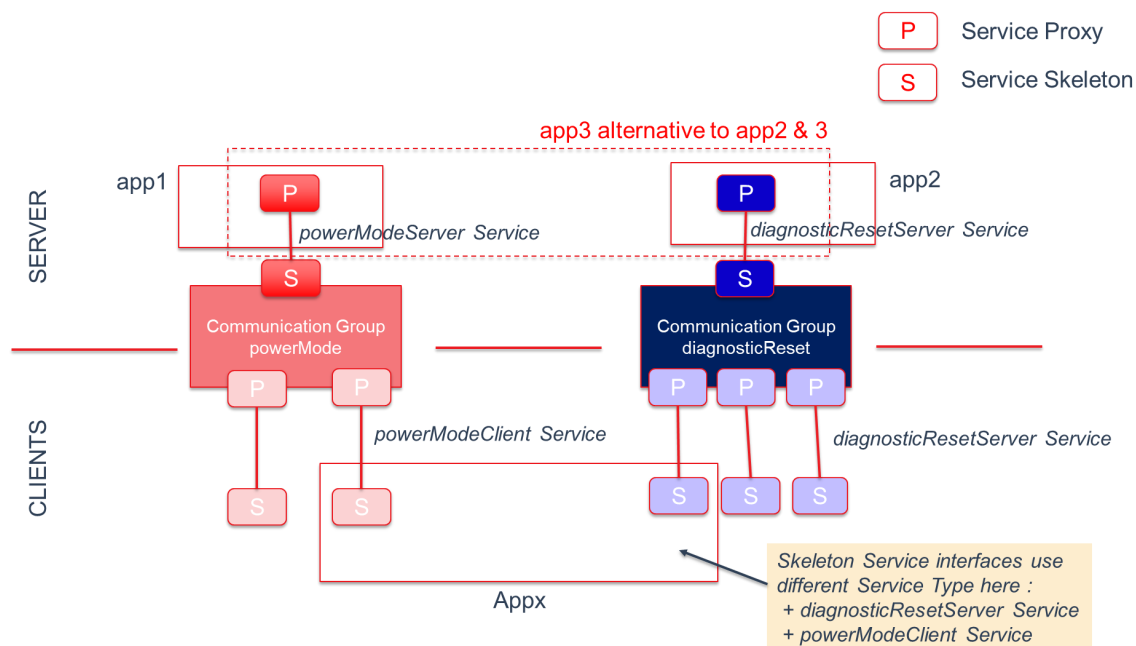 P Service Proxy
S Service Skeleton
app3 alternative to app2 & 3
app1
app2
P
P
powerModeServer Service
diagnosticResetServer Service
SERVER
S
S
Communication Group
powerMode
Communication Group
diagnosticReset
P
P
P
P
P
powerModeClient Service
diagnosticResetServer Service
CLIENTS
S
S
S
S
S
Appx
Skeleton Service interfaces use
different Service Type here :
+ diagnosticResetServer Service
+ powerModeClient Service